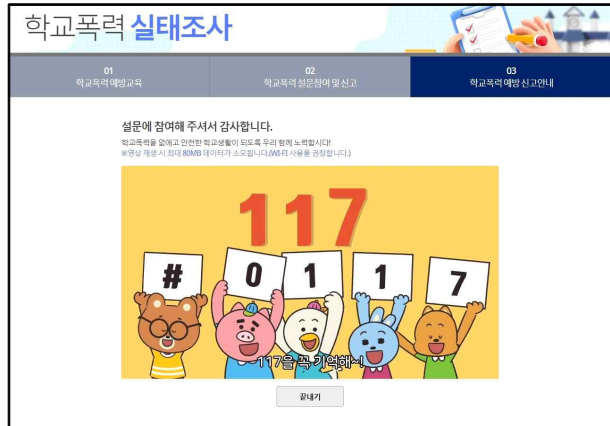 학교폭력 실태조사
01
학교폭력 예방교육
02
학교폭력 설문참여 및 신고
03
학교폭력 예방 신고안내
설문에 참여해 주셔서 감사합니다.
학교폭력을 없애고 안전한 학교생활이 되도록 우리 함께 노력합시다!
※영상 재생 시 최대 80MB 데이터가 소모됩니다.(WI-FI 사용을 권장합니다.)
117
# 0 1 1 7
~117을 꼭 기억해~!
끝내기